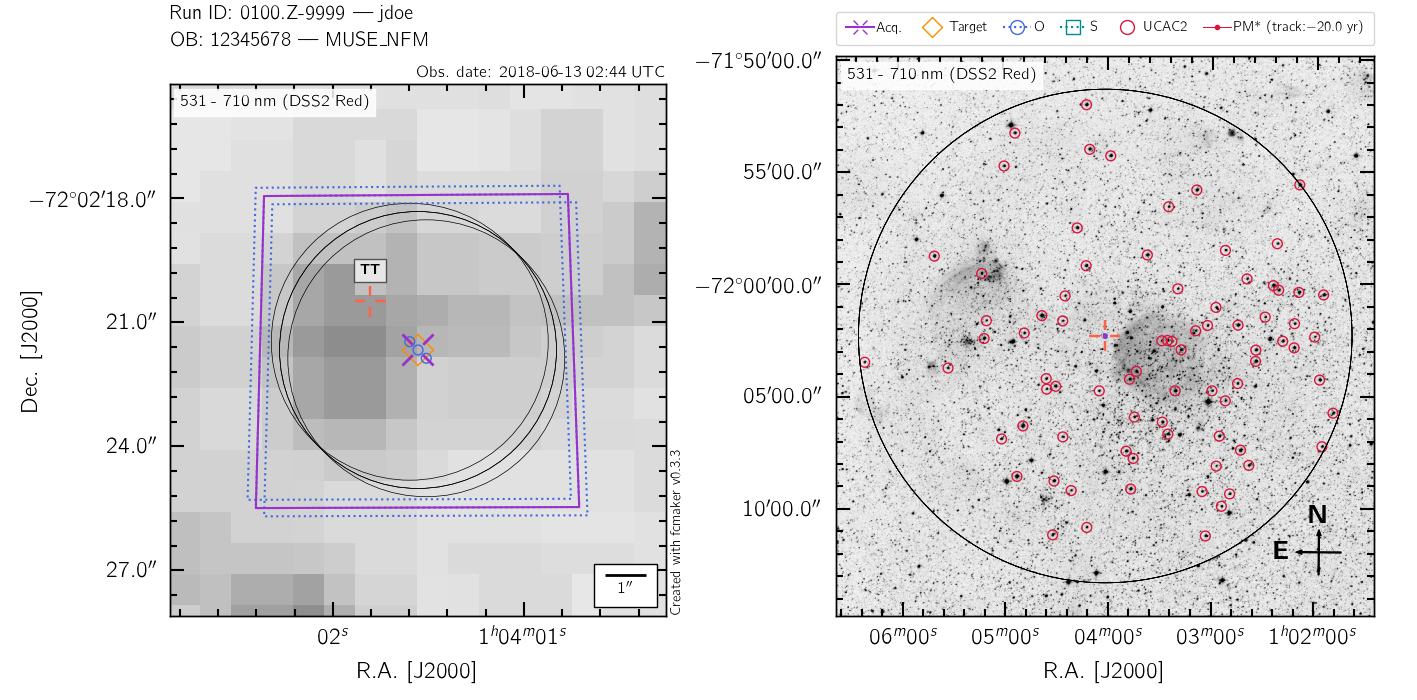 Run ID: 0100.Z-9999 — jdoe
OB: 12345678 — MUSE_NFM
Obs. date: 2018-06-13 02:44 UTC
531 - 710 nm (DSS2 Red)
−72°02′18.0″
21.0″
24.0″
27.0″
Dec. [J2000]
TT
1″
Created with fcmaker v0.3.3
02ˢ
1ʰ04ᵐ01ˢ
R.A. [J2000]
Acq.
Target
O
S
UCAC2
PM* (track:−20.0 yr)
531 - 710 nm (DSS2 Red)
−71°50′00.0″
55′00.0″
−72°00′00.0″
05′00.0″
10′00.0″
N
E
06ᵐ00ˢ
05ᵐ00ˢ
04ᵐ00ˢ
03ᵐ00ˢ
1ʰ02ᵐ00ˢ
R.A. [J2000]